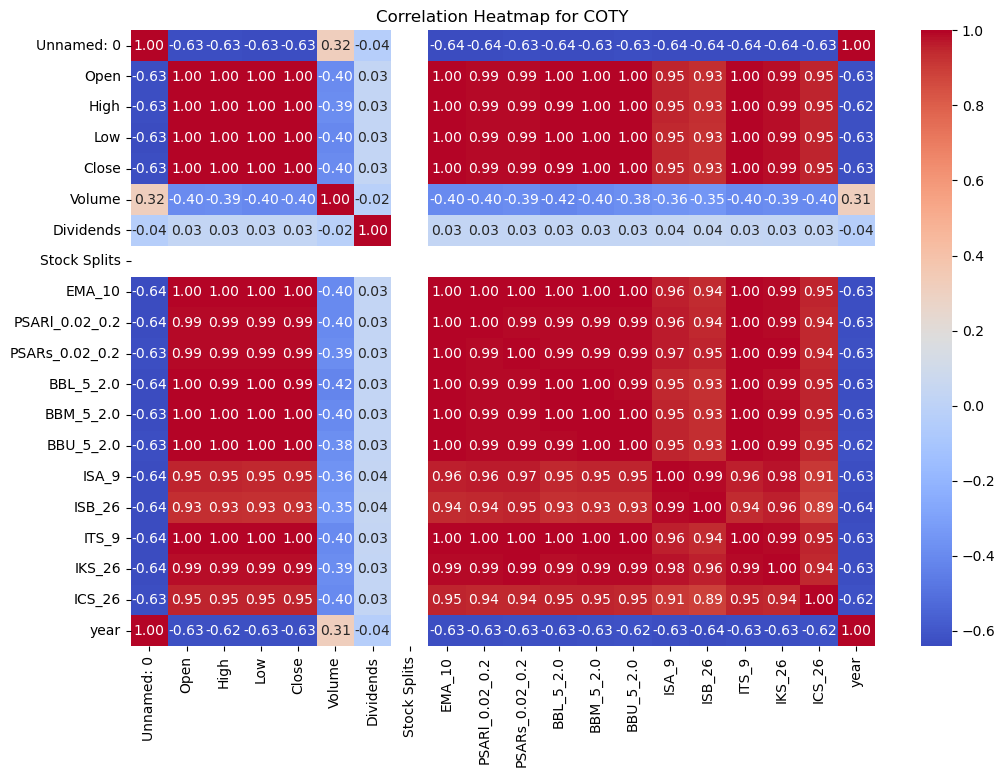 Correlation Heatmap for COTY
Unnamed: 0 1.00 -0.63 -0.63 -0.63 -0.63 0.32 -0.04 -0.64 -0.64 -0.63 -0.64 -0.63 -0.63 -0.64 -0.64 -0.64 -0.64 -0.63 1.00
Open -0.63 1.00 1.00 1.00 1.00 -0.40 0.03 1.00 0.99 0.99 1.00 1.00 1.00 0.95 0.93 1.00 0.99 0.95 -0.63
High -0.63 1.00 1.00 1.00 1.00 -0.39 0.03 1.00 0.99 0.99 0.99 1.00 1.00 0.95 0.93 1.00 0.99 0.95 -0.62
Low -0.63 1.00 1.00 1.00 1.00 -0.40 0.03 1.00 0.99 0.99 1.00 1.00 1.00 0.95 0.93 1.00 0.99 0.95 -0.63
Close -0.63 1.00 1.00 1.00 1.00 -0.40 0.03 1.00 0.99 0.99 0.99 1.00 1.00 0.95 0.93 1.00 0.99 0.95 -0.63
Volume 0.32 -0.40 -0.39 -0.40 -0.40 1.00 -0.02 -0.40 -0.40 -0.39 -0.42 -0.40 -0.38 -0.36 -0.35 -0.40 -0.39 -0.40 0.31
Dividends -0.04 0.03 0.03 0.03 0.03 -0.02 1.00 0.03 0.03 0.03 0.03 0.03 0.03 0.04 0.04 0.03 0.03 0.03 -0.04
Stock Splits
EMA_10 -0.64 1.00 1.00 1.00 1.00 -0.40 0.03 1.00 1.00 1.00 1.00 1.00 1.00 0.96 0.94 1.00 0.99 0.95 -0.63
PSARl_0.02_0.2 -0.64 0.99 0.99 0.99 0.99 -0.40 0.03 1.00 1.00 0.99 0.99 0.99 0.99 0.96 0.94 1.00 0.99 0.94 -0.63
PSARs_0.02_0.2 -0.63 0.99 0.99 0.99 0.99 -0.39 0.03 1.00 0.99 1.00 0.99 0.99 0.99 0.97 0.95 1.00 0.99 0.94 -0.63
BBL_5_2.0 -0.64 1.00 0.99 1.00 0.99 -0.42 0.03 1.00 0.99 0.99 1.00 1.00 0.99 0.95 0.93 1.00 0.99 0.95 -0.63
BBM_5_2.0 -0.63 1.00 1.00 1.00 1.00 -0.40 0.03 1.00 0.99 0.99 1.00 1.00 1.00 0.95 0.93 1.00 0.99 0.95 -0.63
BBU_5_2.0 -0.63 1.00 1.00 1.00 1.00 -0.38 0.03 1.00 0.99 0.99 0.99 1.00 1.00 0.95 0.93 1.00 0.99 0.95 -0.62
ISA_9 -0.64 0.95 0.95 0.95 0.95 -0.36 0.04 0.96 0.96 0.97 0.95 0.95 0.95 1.00 0.99 0.96 0.98 0.91 -0.63
ISB_26 -0.64 0.93 0.93 0.93 0.93 -0.35 0.04 0.94 0.94 0.95 0.93 0.93 0.93 0.99 1.00 0.94 0.96 0.89 -0.64
ITS_9 -0.64 1.00 1.00 1.00 1.00 -0.40 0.03 1.00 1.00 1.00 1.00 1.00 1.00 0.96 0.94 1.00 0.99 0.95 -0.63
IKS_26 -0.64 0.99 0.99 0.99 0.99 -0.39 0.03 0.99 0.99 0.99 0.99 0.99 0.99 0.98 0.96 0.99 1.00 0.94 -0.63
ICS_26 -0.63 0.95 0.95 0.95 0.95 -0.40 0.03 0.95 0.94 0.94 0.95 0.95 0.95 0.91 0.89 0.95 0.94 1.00 -0.62
year 1.00 -0.63 -0.62 -0.63 -0.63 0.31 -0.04 -0.63 -0.63 -0.63 -0.63 -0.63 -0.62 -0.63 -0.64 -0.63 -0.63 -0.62 1.00
Unnamed: 0
Open
High
Low
Close
Volume
Dividends
Stock Splits
EMA_10
PSARl_0.02_0.2
PSARs_0.02_0.2
BBL_5_2.0
BBM_5_2.0
BBU_5_2.0
ISA_9
ISB_26
ITS_9
IKS_26
ICS_26
year
1.0
0.8
0.6
0.4
0.2
0.0
-0.2
-0.4
-0.6